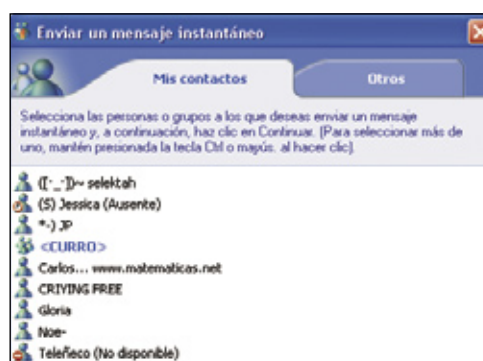 Enviar un mensaje instantáneo
Mis contactos
Otros
Selecciona las personas o grupos a los que deseas enviar un mensaje
instantáneo y, a continuación, haz clic en Continuar. (Para seleccionar más de
uno, mantén presionada la tecla Ctrl o mayús. al hacer clic).
([·_·])~ selektah
(S) Jessica (Ausente)
*-) JP
<CURRO>
Carlos... www.matematicas.net
CRIYING FREE
Gloria
Noe-
Teleñeco (No disponible)